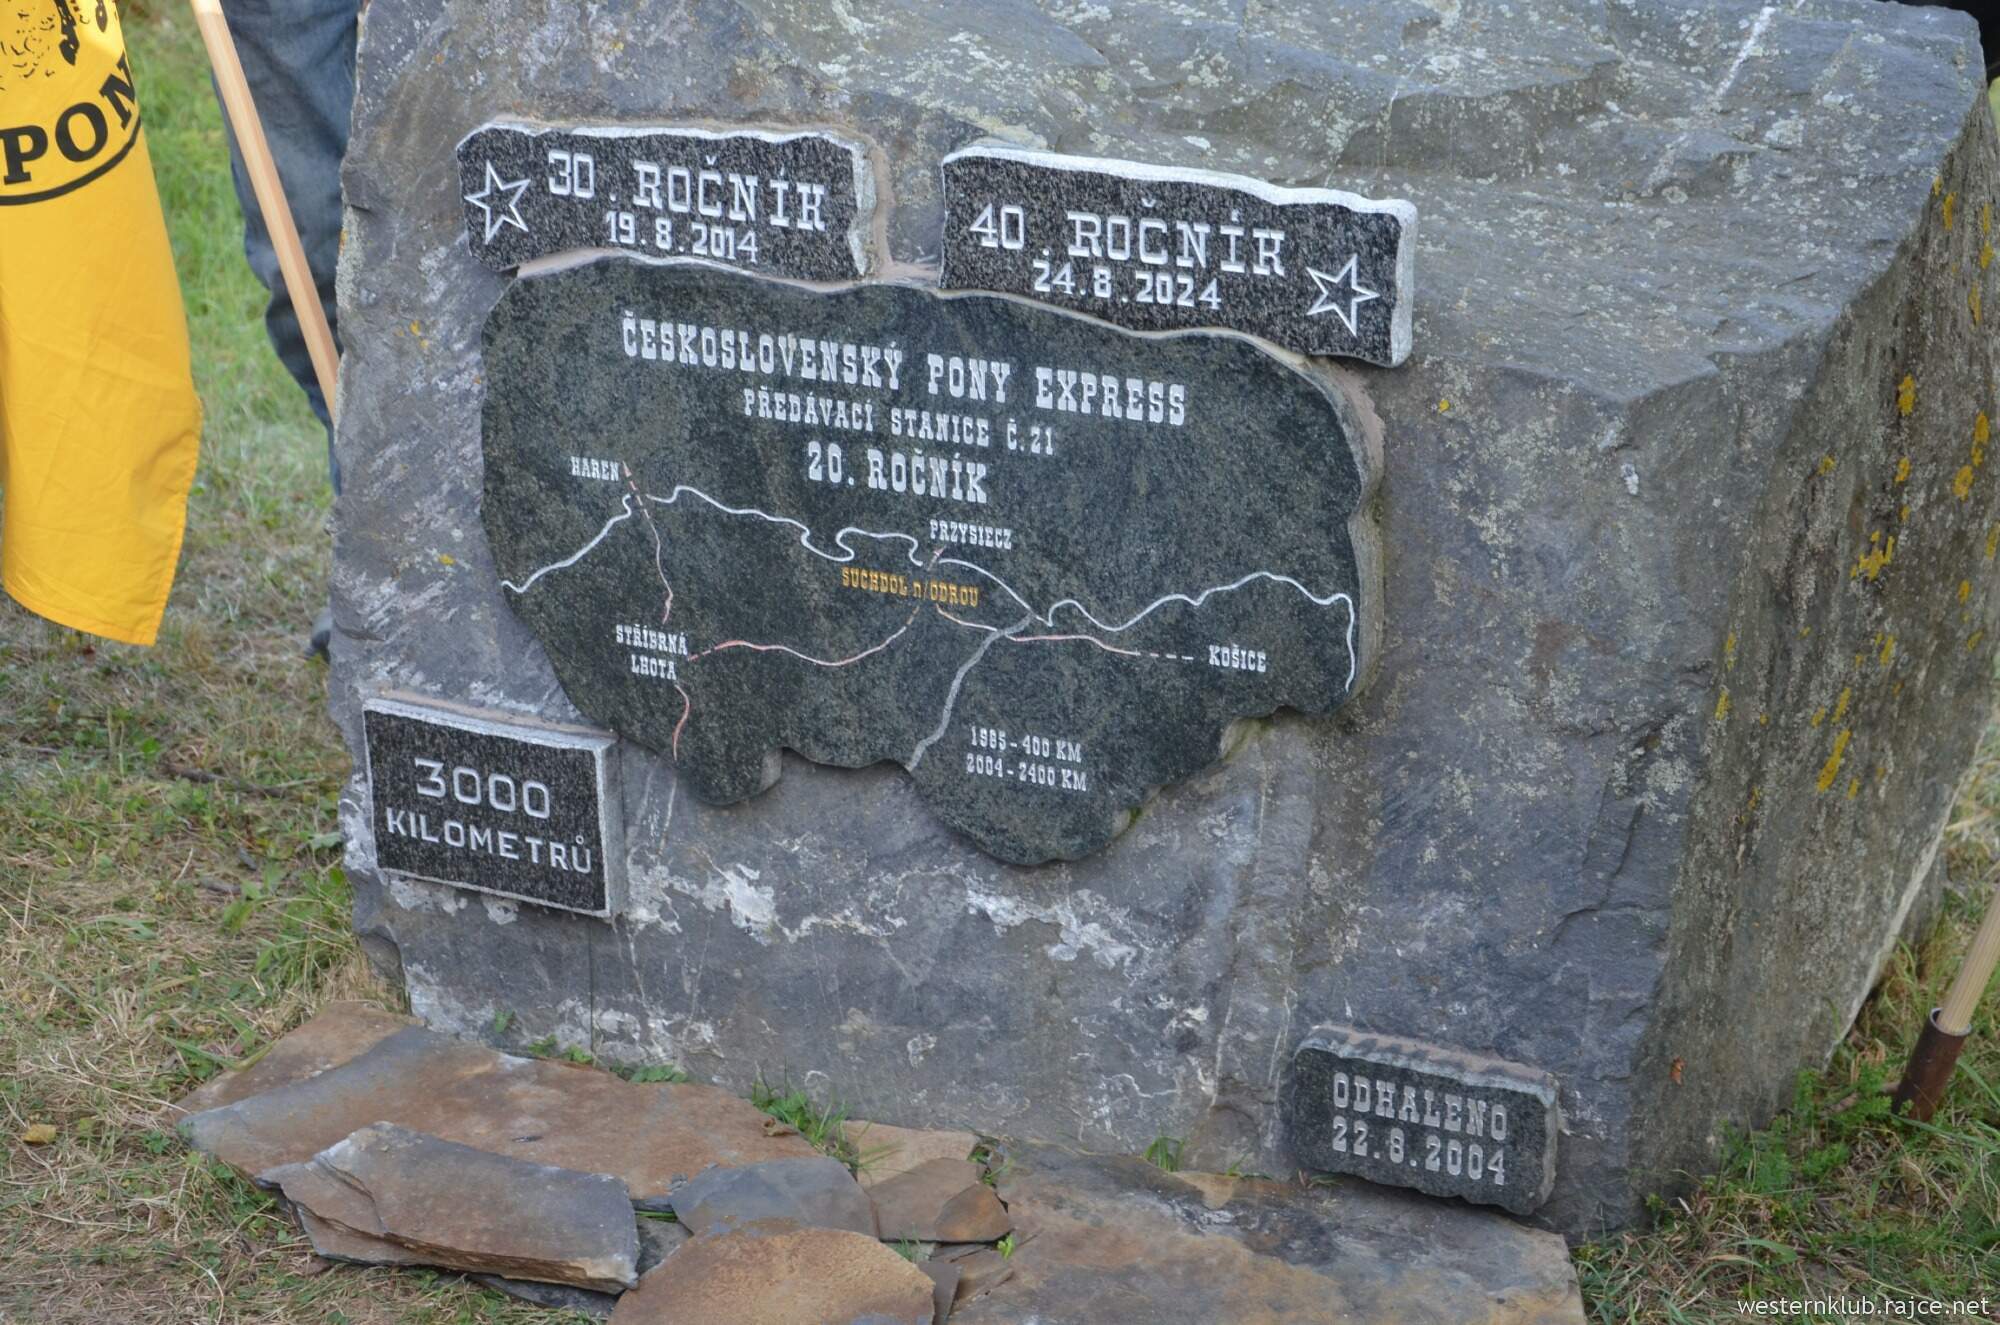 PON
30. ROČNÍK
19.8.2014
40. ROČNÍK
24.8.2024
ČESKOSLOVENSKÝ PONY EXPRESS
PŘEDÁVACÍ STANICE Č.21
20. ROČNÍK
HAREN
PRZYSIECZ
SUCHDOL n/ODROU
STŘÍBRNÁ
LHOTA
KOŠICE
1985-400 KM
2004-2400 KM
3000
KILOMETRŮ
ODHALENO
22.8.2004
westernklub.rajce.net